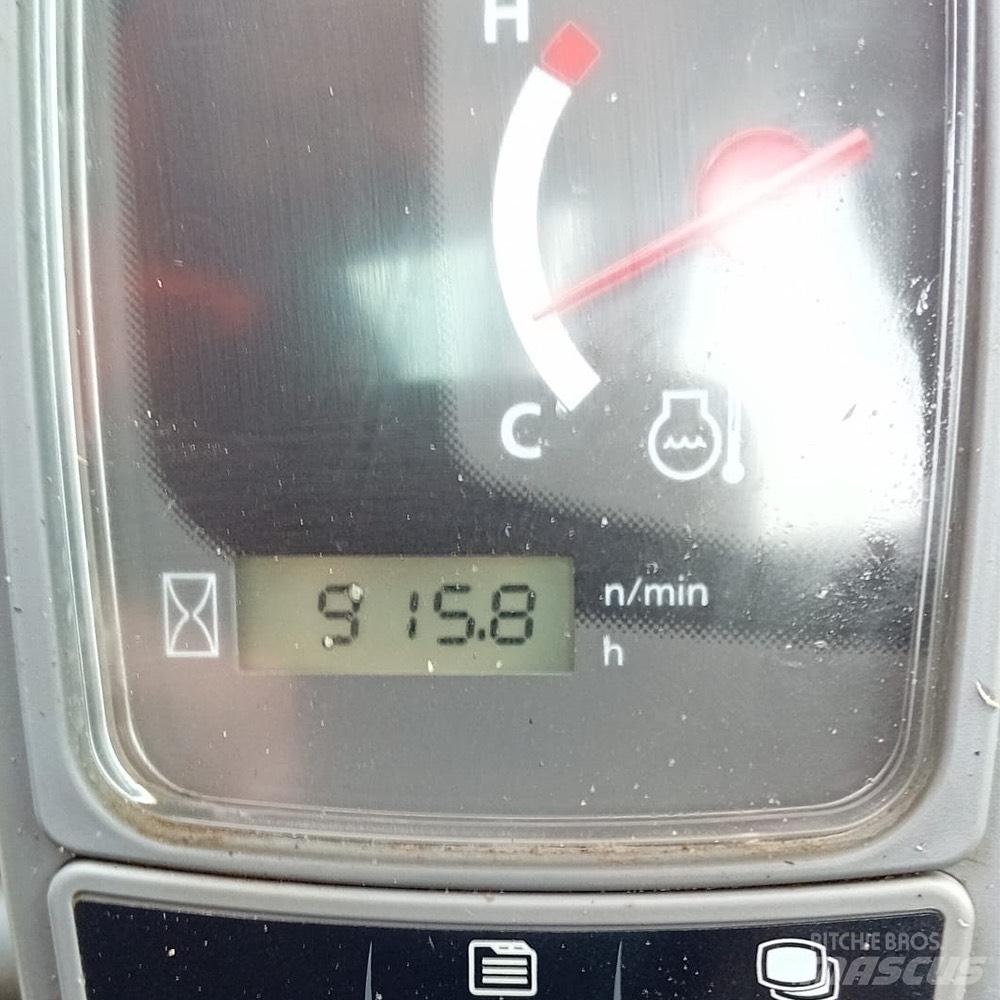 H
C
915.8
n/min
h
RITCHIE BROS.
MASCUS